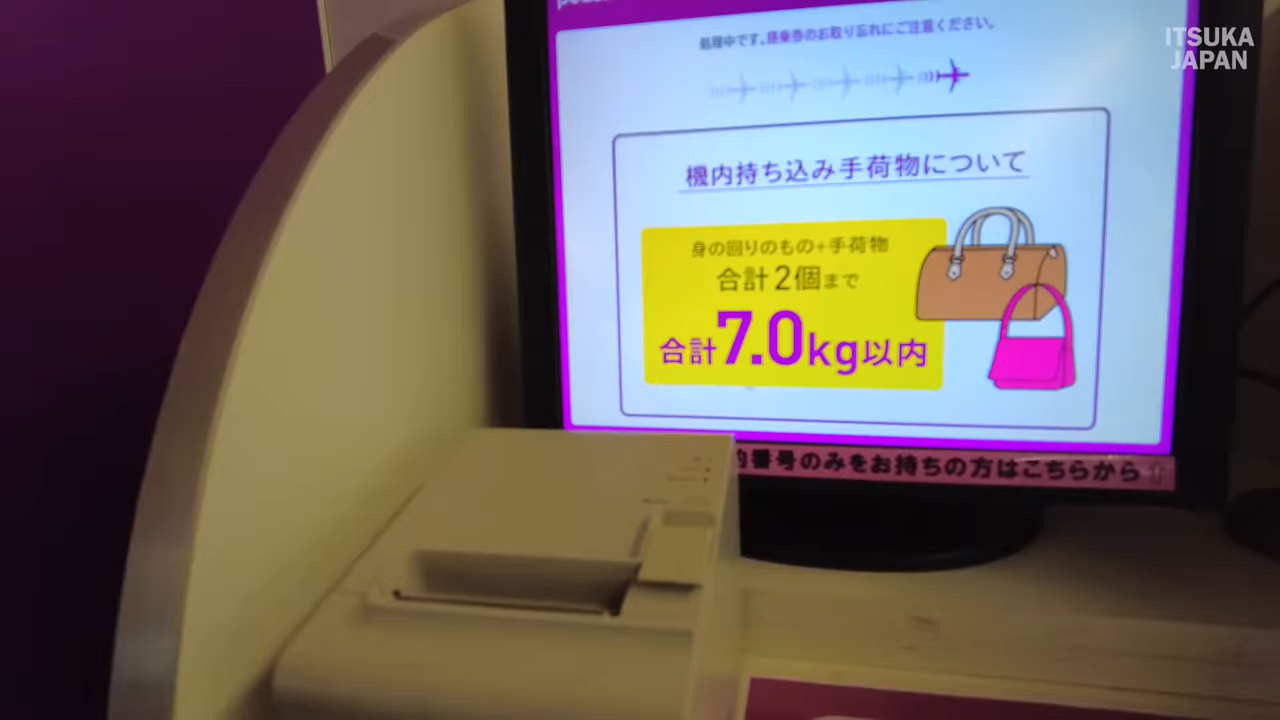 ITSUKA
JAPAN
処理中です。搭乗券のお取り忘れにご注意ください。
機内持ち込み手荷物について
身の回りのもの+手荷物
合計2個まで
合計7.0kg以内
番号のみをお持ちの方はこちらから⇧